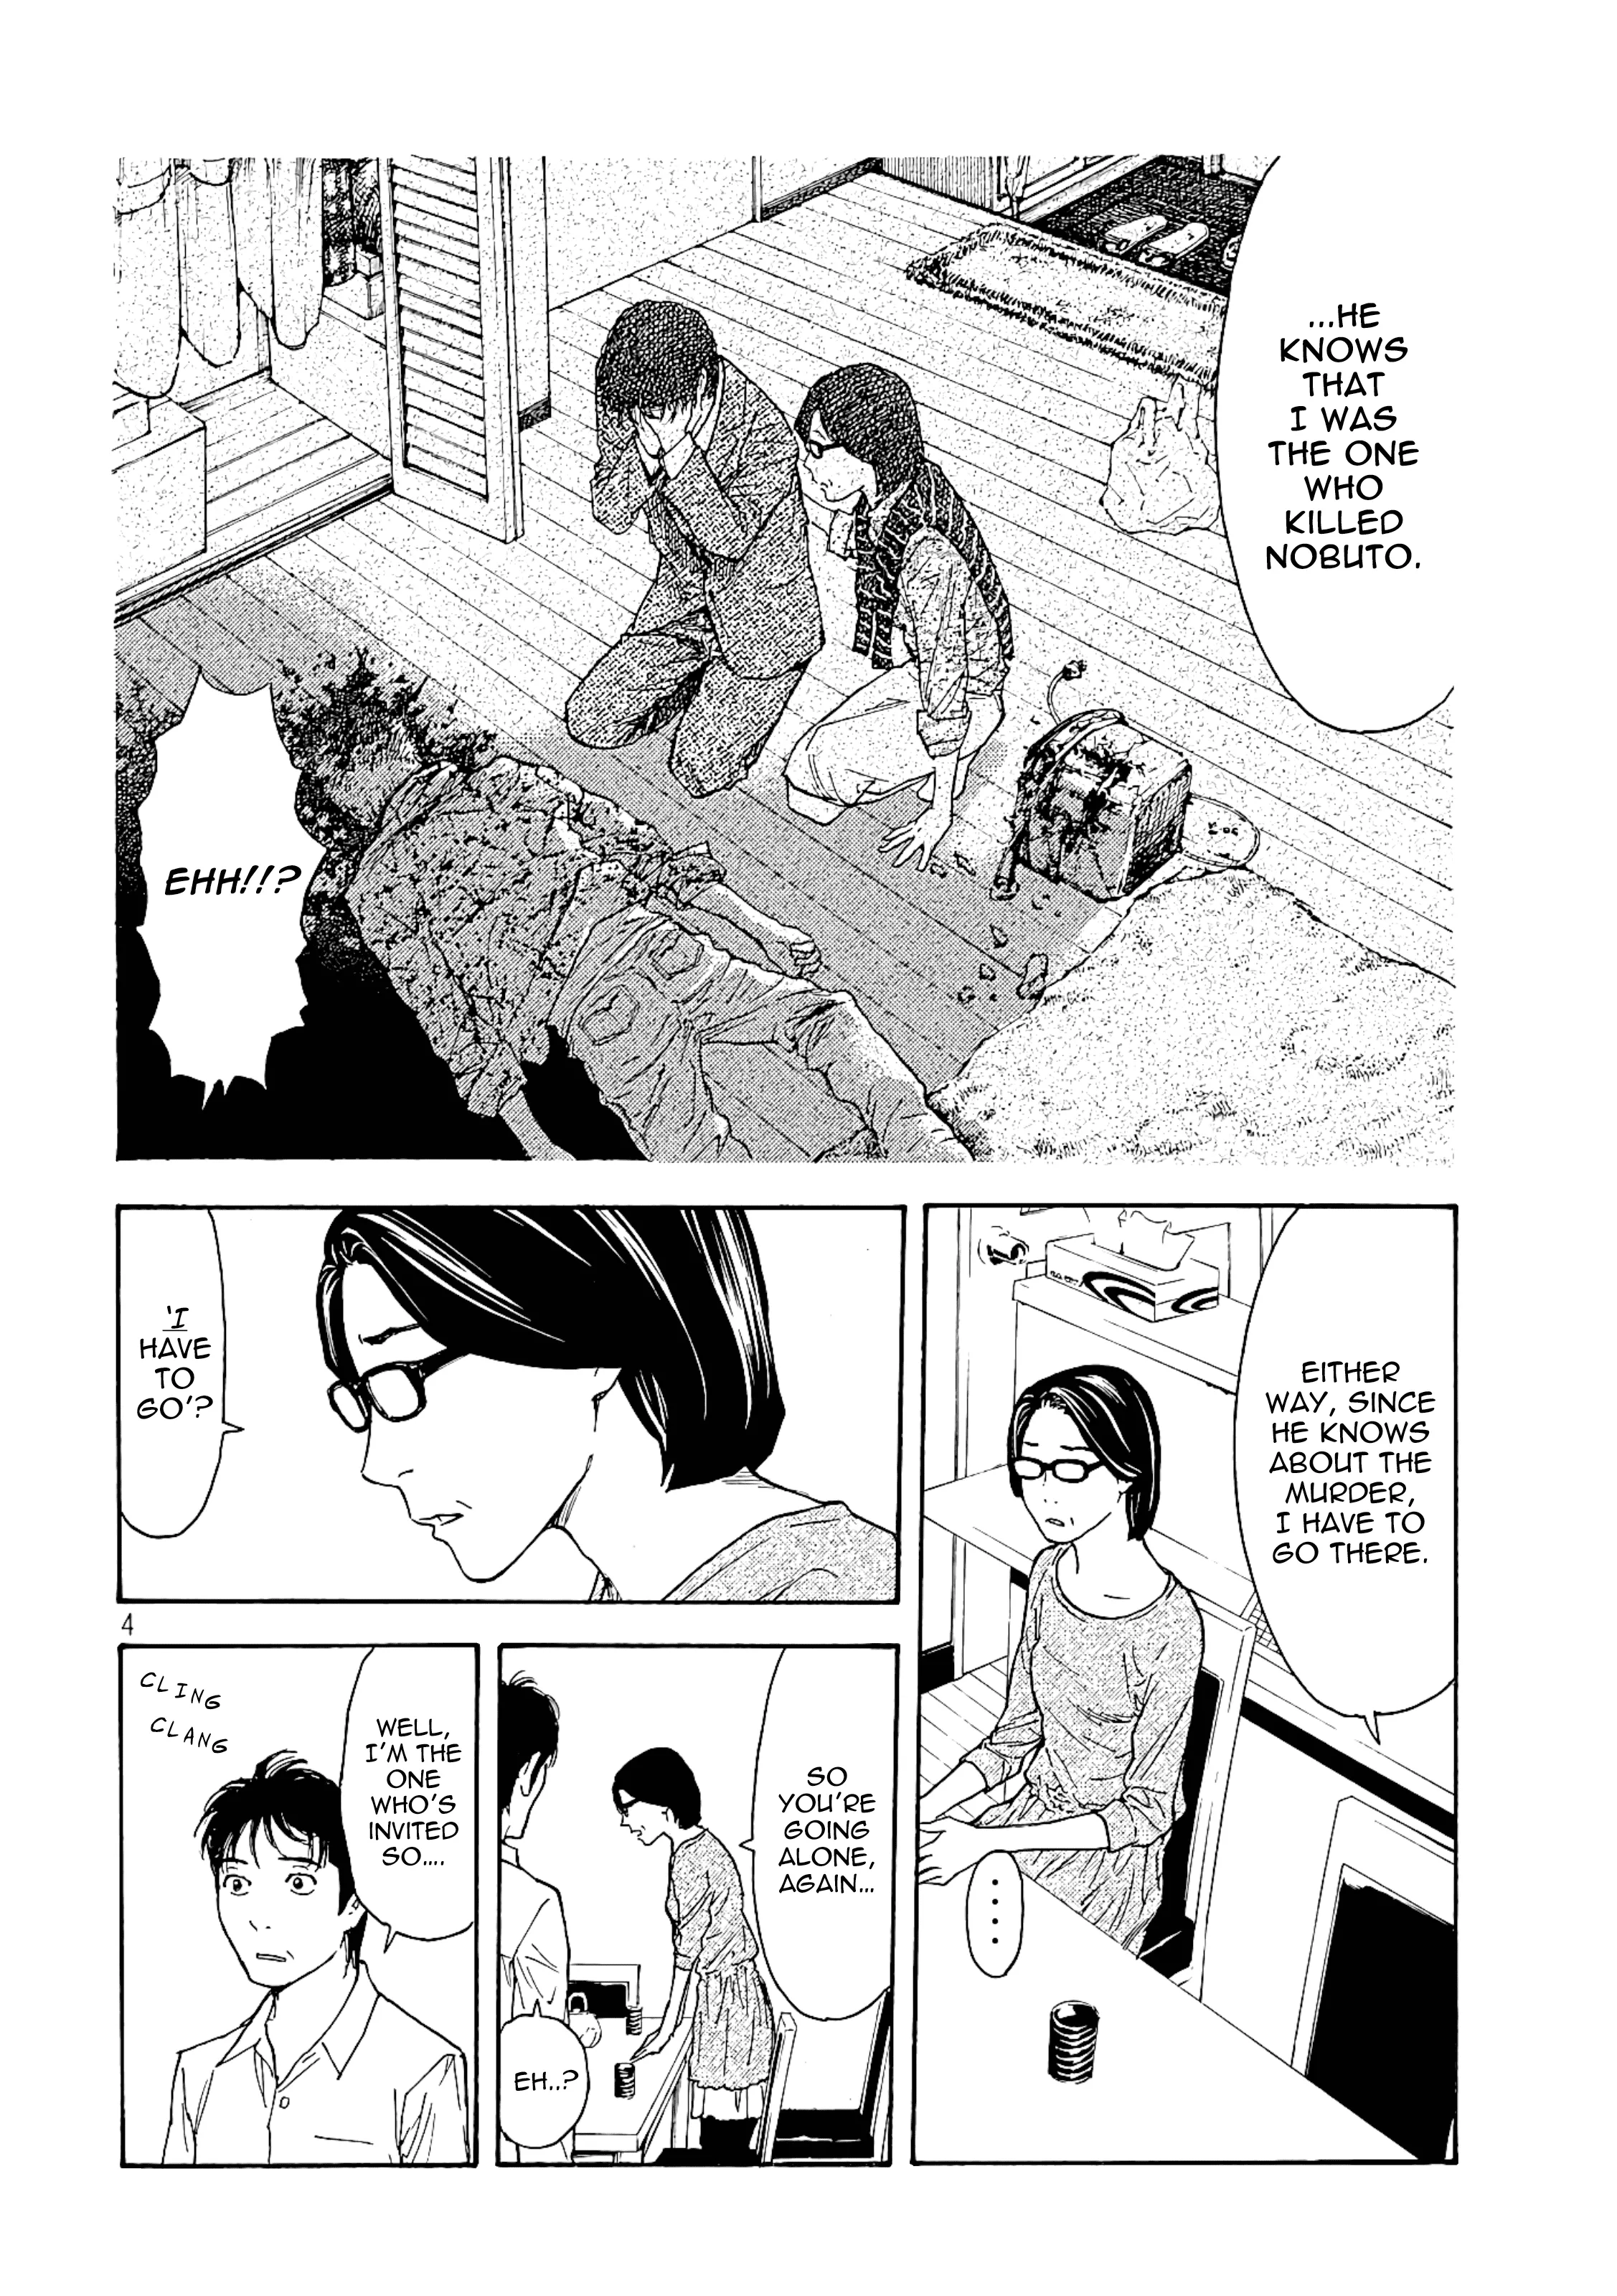 ...HE
KNOWS
THAT
I WAS
THE ONE
WHO
KILLED
NOBUTO.
EHH!!?
EITHER
WAY, SINCE
HE KNOWS
ABOUT THE
MURDER,
I HAVE TO
GO THERE.
....
'I
HAVE
TO
GO'?
4
SO
YOU'RE
GOING
ALONE,
AGAIN...
EH..?
WELL,
I'M THE
ONE
WHO'S
INVITED
SO....
CLING
CLANG